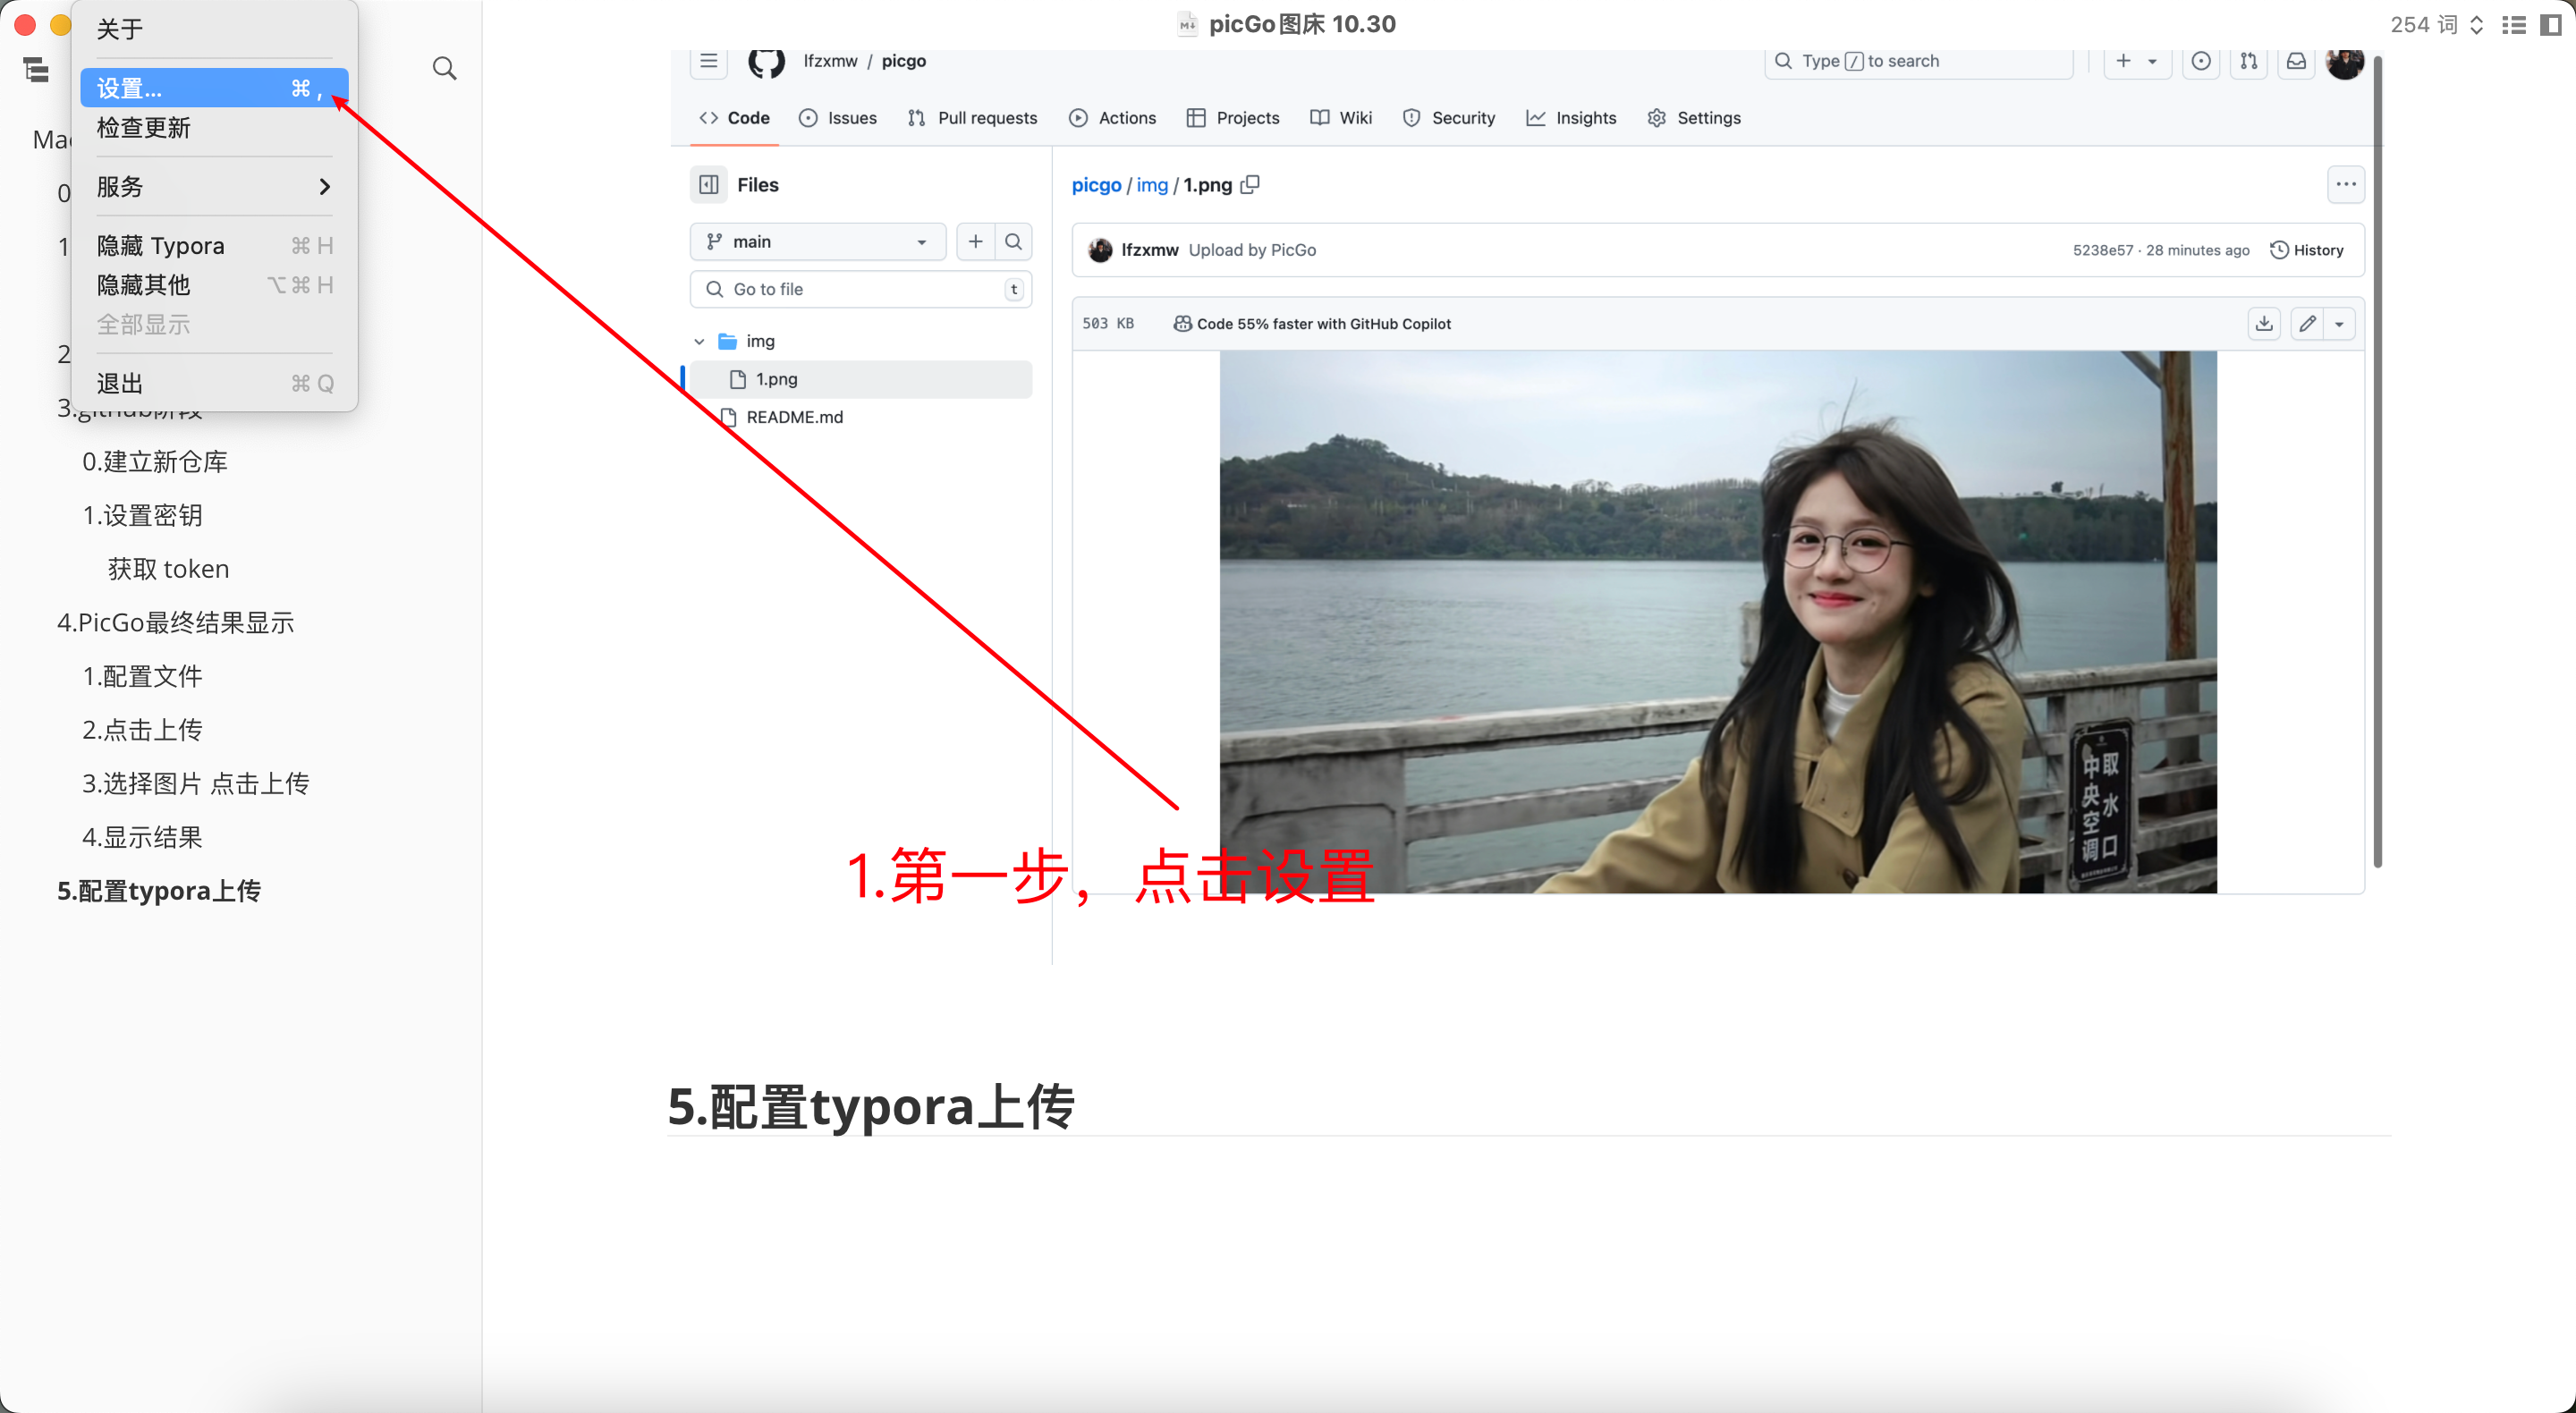 picGo图床 10.30
254 词
关于
设置... ⌘ ,
检查更新
服务
隐藏 Typora ⌘ H
隐藏其他 ⌥ ⌘ H
全部显示
退出 ⌘ Q
Mac
0
1
2
3.github阶段
0.建立新仓库
1.设置密钥
获取 token
4.PicGo最终结果显示
1.配置文件
2.点击上传
3.选择图片 点击上传
4.显示结果
5.配置typora上传
lfzxmw / picgo
Type / to search
Code Issues Pull requests Actions Projects Wiki Security Insights Settings
Files
main
Go to file t
img
1.png
README.md
picgo / img / 1.png
lfzxmw Upload by PicGo
5238e57 · 28 minutes ago History
503 KB Code 55% faster with GitHub Copilot
取水口
中央空调
1.第一步，点击设置
5.配置typora上传